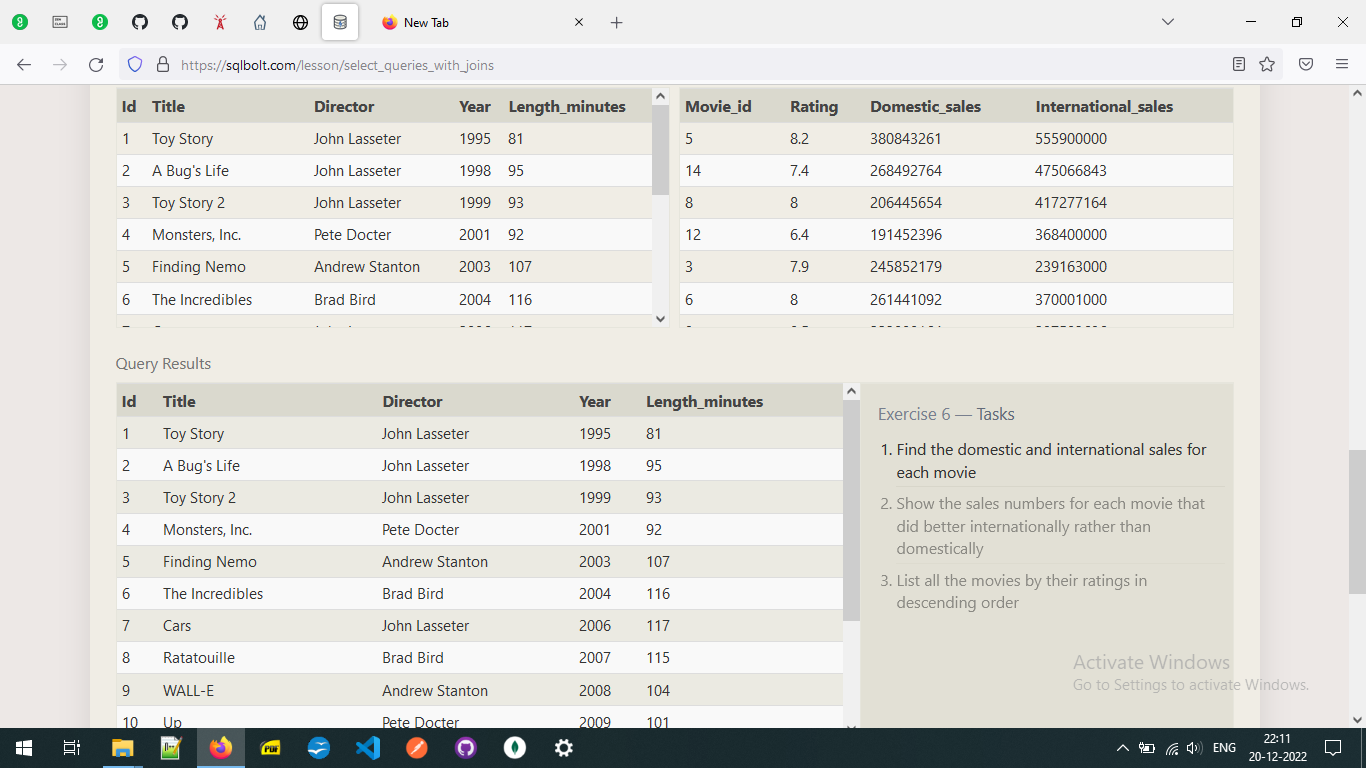 New Tab
https://sqlbolt.com/lesson/select_queries_with_joins
Id Title Director Year Length_minutes
1 Toy Story John Lasseter 1995 81
2 A Bug's Life John Lasseter 1998 95
3 Toy Story 2 John Lasseter 1999 93
4 Monsters, Inc. Pete Docter 2001 92
5 Finding Nemo Andrew Stanton 2003 107
6 The Incredibles Brad Bird 2004 116
Movie_id Rating Domestic_sales International_sales
5 8.2 380843261 555900000
14 7.4 268492764 475066843
8 8 206445654 417277164
12 6.4 191452396 368400000
3 7.9 245852179 239163000
6 8 261441092 370001000
Query Results
Id Title Director Year Length_minutes
1 Toy Story John Lasseter 1995 81
2 A Bug's Life John Lasseter 1998 95
3 Toy Story 2 John Lasseter 1999 93
4 Monsters, Inc. Pete Docter 2001 92
5 Finding Nemo Andrew Stanton 2003 107
6 The Incredibles Brad Bird 2004 116
7 Cars John Lasseter 2006 117
8 Ratatouille Brad Bird 2007 115
9 WALL-E Andrew Stanton 2008 104
10 Up Pete Docter 2009 101
Exercise 6 — Tasks
1. Find the domestic and international sales for
each movie
2. Show the sales numbers for each movie that
did better internationally rather than
domestically
3. List all the movies by their ratings in
descending order
Activate Windows
Go to Settings to activate Windows.
PDF
ENG
22:11
20-12-2022